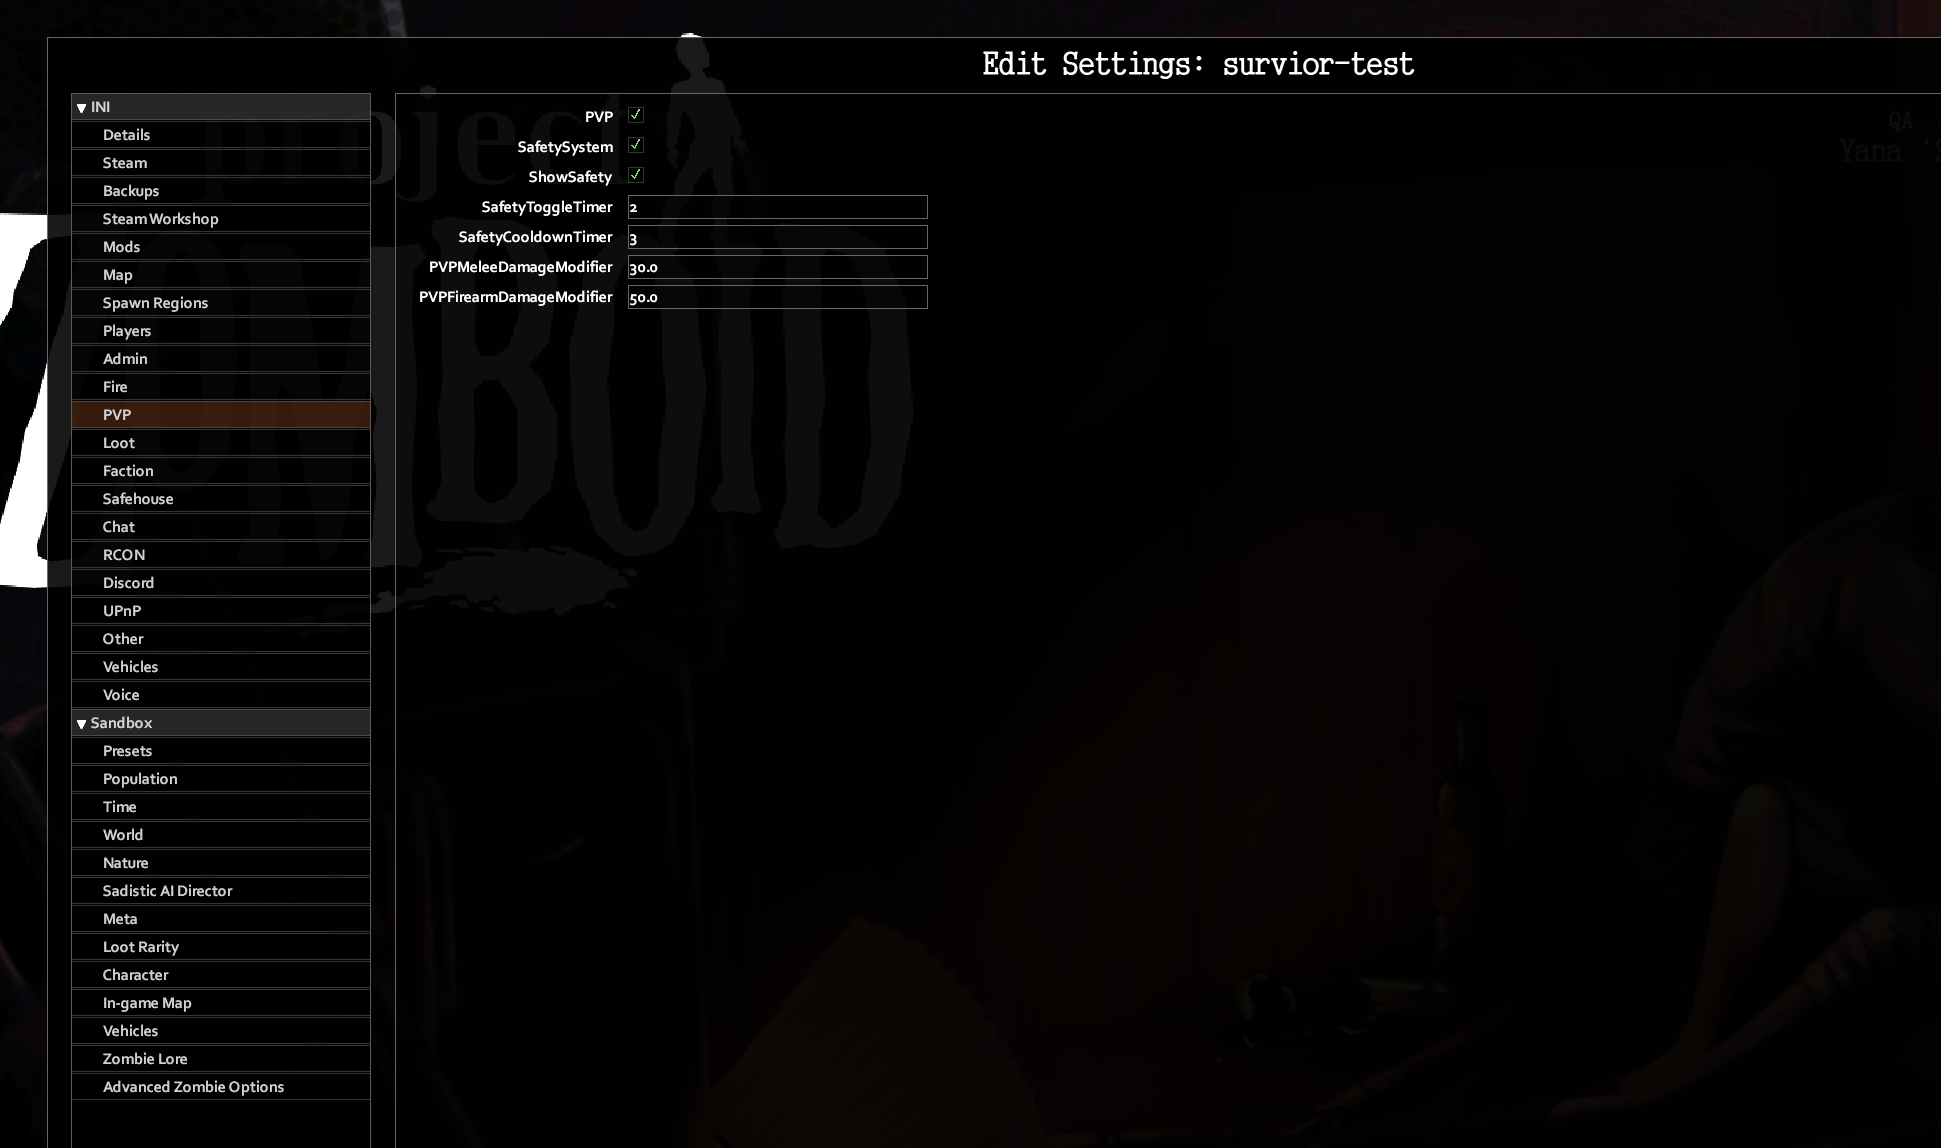 Edit Settings: survior-test
INI
Details
Steam
Backups
Steam Workshop
Mods
Map
Spawn Regions
Players
Admin
Fire
PVP
Loot
Faction
Safehouse
Chat
RCON
Discord
UPnP
Other
Vehicles
Voice
Sandbox
Presets
Population
Time
World
Nature
Sadistic AI Director
Meta
Loot Rarity
Character
In-game Map
Vehicles
Zombie Lore
Advanced Zombie Options
PVP
SafetySystem
ShowSafety
SafetyToggleTimer 2
SafetyCooldownTimer 3
PVPMeleeDamageModifier 30.0
PVPFirearmDamageModifier 50.0
project
ZOMBOID
QA
Yana